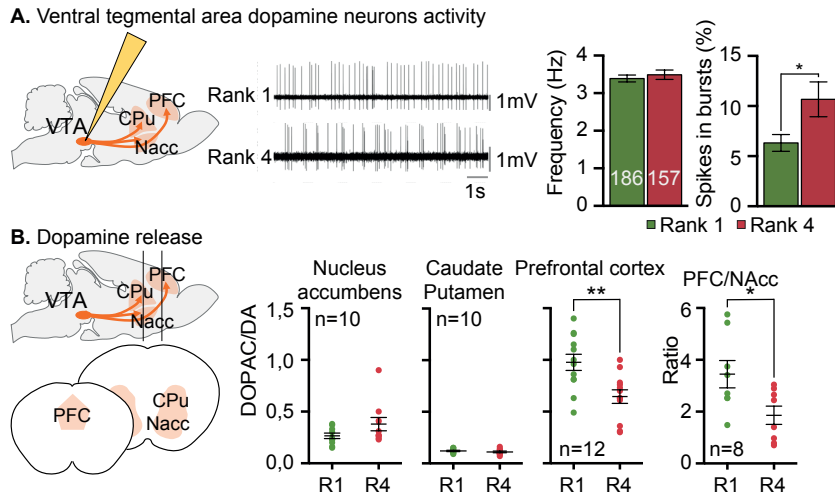 A. Ventral tegmental area dopamine neurons activity
PFC
CPu
VTA
Nacc
Rank 1
1mV
Rank 4
1mV
1s
Frequency (Hz)
4
3
2
1
0
186
157
Spikes in bursts (%)
15
10
5
0
*
Rank 1
Rank 4
B. Dopamine release
PFC
CPu
VTA
Nacc
PFC
CPu
Nacc
DOPAC/DA
1,5
1,0
0,5
0,0
Nucleus
accumbens
n=10
R1 R4
Caudate
Putamen
n=10
R1 R4
Prefrontal cortex
**
n=12
R1 R4
PFC/NAcc
*
Ratio
6
4
2
0
n=8
R1 R4